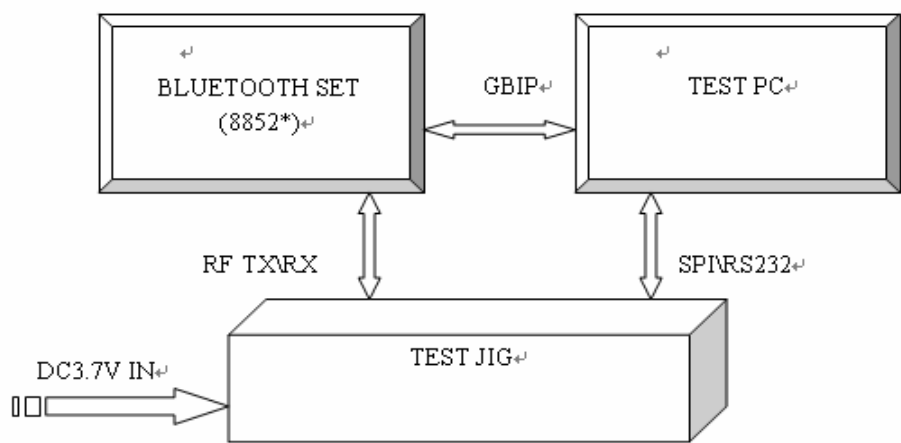 BLUETOOTH SET
(8852*)
GBIP
TEST PC
RF TX\RX
SPI\RS232
TEST JIG
DC3.7V IN